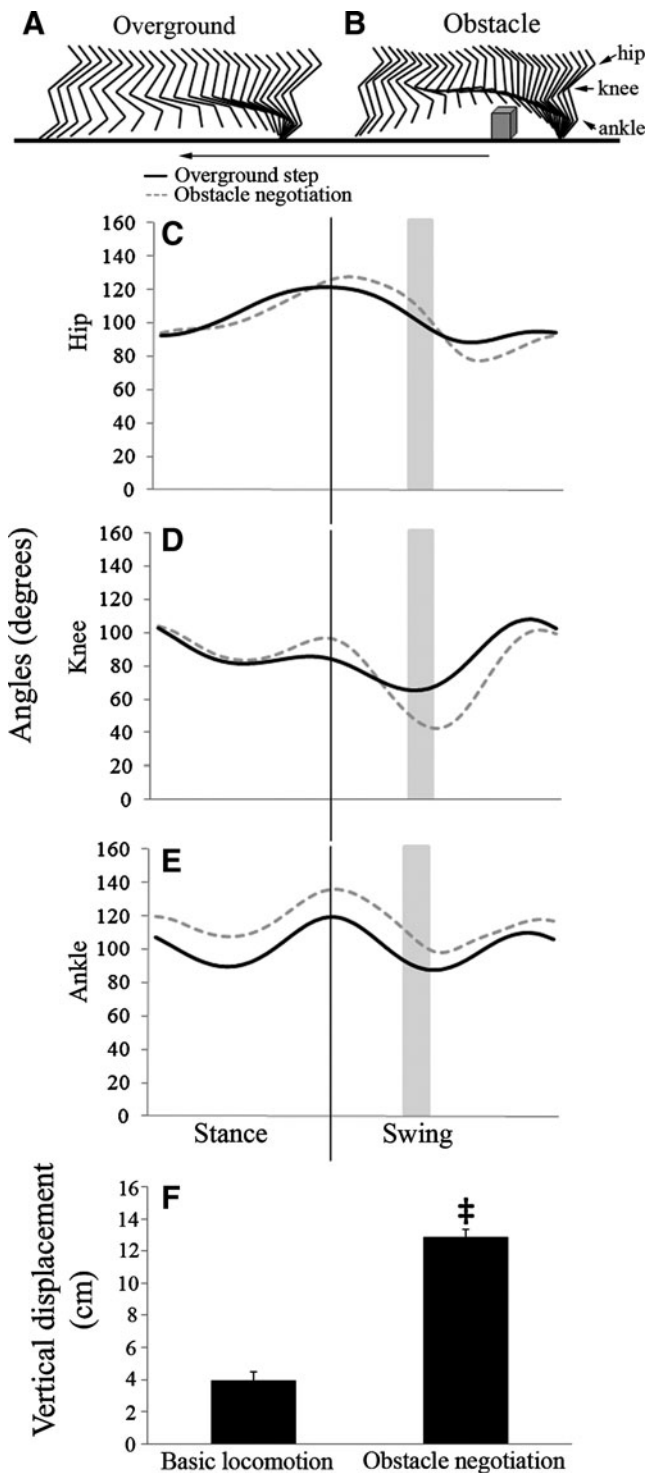 A
Overground
B
Obstacle
hip
knee
ankle
Overground step
Obstacle negotiation
Angles (degrees)
C
Hip
160
140
120
100
80
60
40
20
0
D
Knee
160
140
120
100
80
60
40
20
0
E
Ankle
160
140
120
100
80
60
40
20
0
Stance
Swing
F
Vertical displacement
(cm)
16
14
12
10
8
6
4
2
0
‡
Basic locomotion
Obstacle negotiation